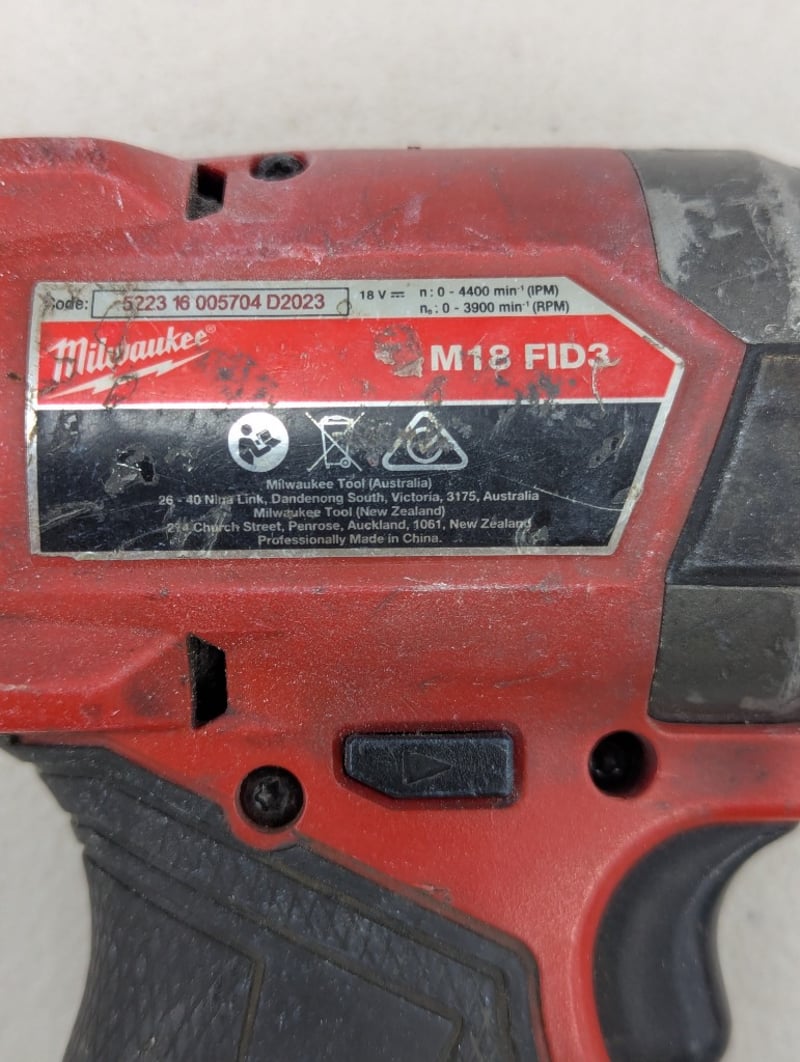 Code: 5223 16 005704 D2023
18 V ⎓ n : 0 - 4400 min⁻¹ (IPM)
n₀ : 0 - 3900 min⁻¹ (RPM)
Milwaukee®
M18 FID3
Milwaukee Tool (Australia)
26 - 40 Nina Link, Dandenong South, Victoria, 3175, Australia
Milwaukee Tool (New Zealand)
274 Church Street, Penrose, Auckland, 1061, New Zealand
Professionally Made in China.